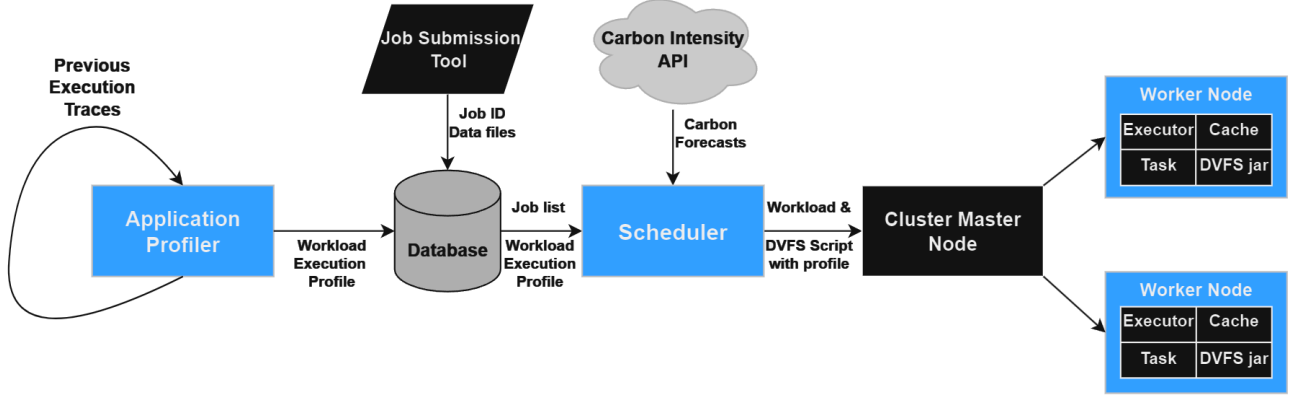 Previous
Execution
Traces
Application
Profiler
Workload
Execution
Profile
Job Submission
Tool
Job ID
Data files
Database
Job list
Workload
Execution
Profile
Carbon Intensity
API
Carbon
Forecasts
Scheduler
Workload &
DVFS Script
with profile
Cluster Master
Node
Worker Node
Executor Cache
Task DVFS jar
Worker Node
Executor Cache
Task DVFS jar